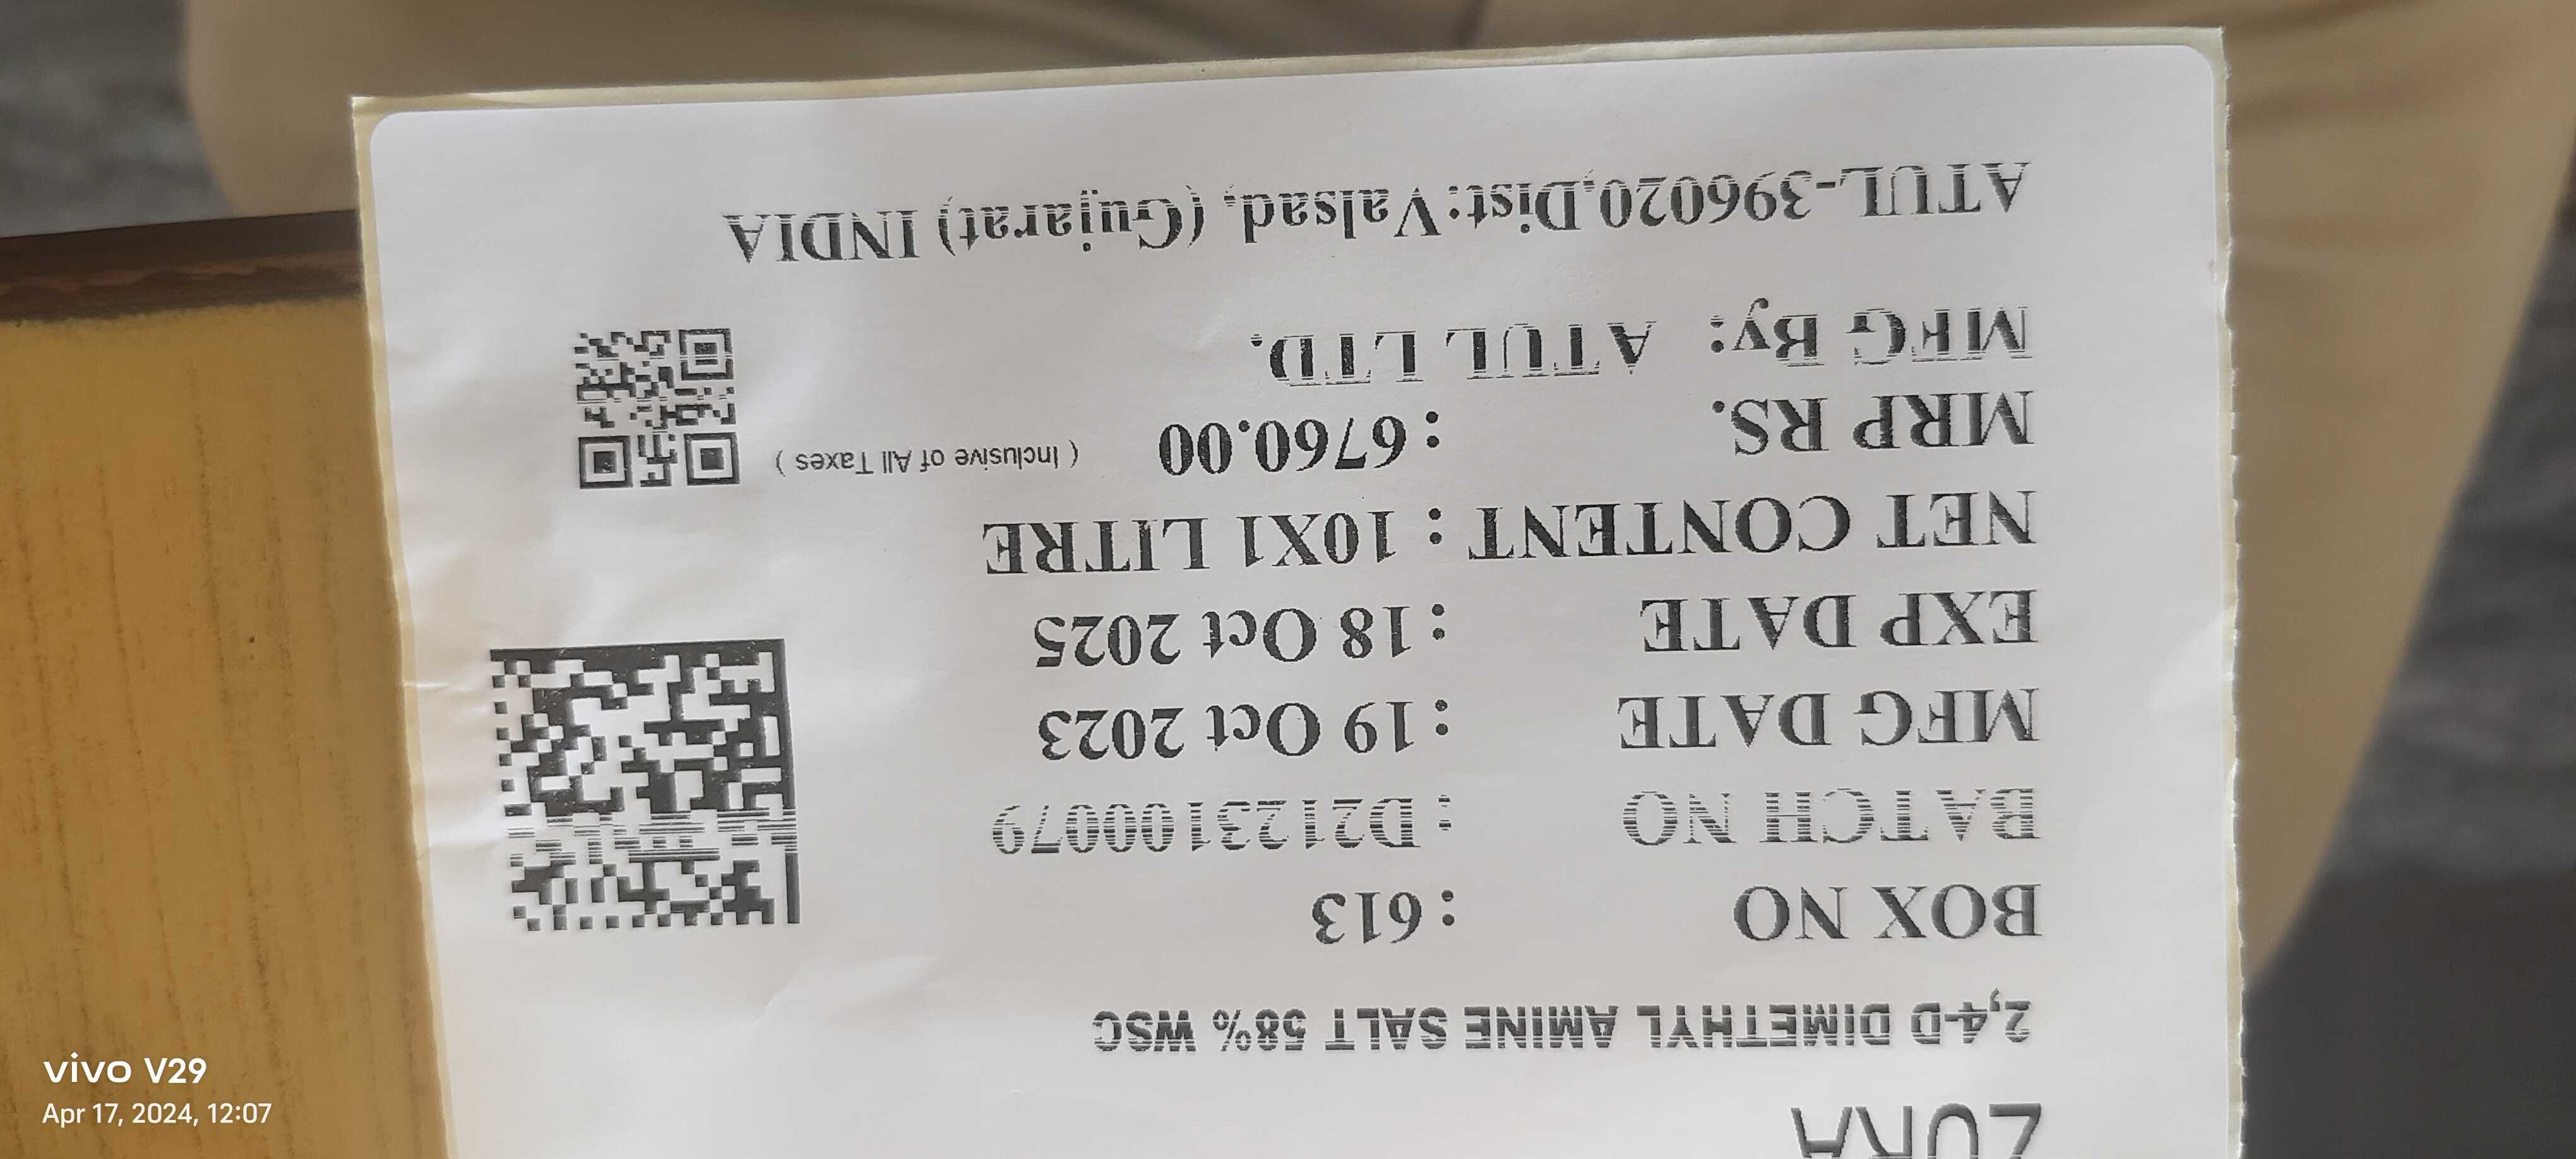 ZURA
2,4-D DIMETHYL AMINE SALT 58% WSC
BOX NO : 613
BATCH NO : D21231000079
MFG DATE : 19 Oct 2023
EXP DATE : 18 Oct 2025
NET CONTENT : 10X1 LITRE
MRP RS. : 6760.00 ( Inclusive of All Taxes )
MFG By: ATUL LTD.
ATUL-396020,Dist:Valsad, (Gujarat) INDIA
vivo V29
Apr 17, 2024, 12:07